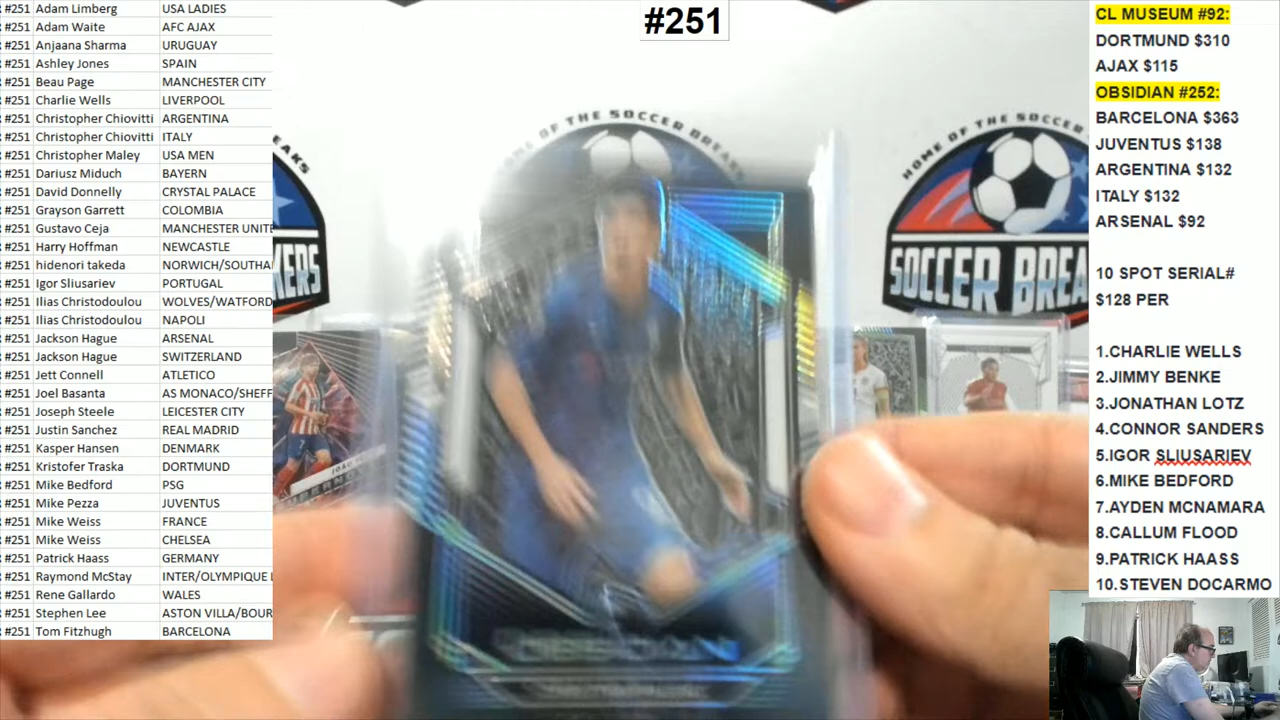 #251 Adam Limberg USA LADIES
#251 Adam Waite AFC AJAX
#251 Anjaana Sharma URUGUAY
#251 Ashley Jones SPAIN
#251 Beau Page MANCHESTER CITY
#251 Charlie Wells LIVERPOOL
#251 Christopher Chiovitti ARGENTINA
#251 Christopher Chiovitti ITALY
#251 Christopher Maley USA MEN
#251 Dariusz Miduch BAYERN
#251 David Donnelly CRYSTAL PALACE
#251 Grayson Garrett COLOMBIA
#251 Gustavo Ceja MANCHESTER UNITE
#251 Harry Hoffman NEWCASTLE
#251 hidenori takeda NORWICH/SOUTHA
#251 Igor Sliusariev PORTUGAL
#251 Ilias Christodoulou WOLVES/WATFORD
#251 Ilias Christodoulou NAPOLI
#251 Jackson Hague ARSENAL
#251 Jackson Hague SWITZERLAND
#251 Jett Connell ATLETICO
#251 Joel Basanta AS MONACO/SHEFF
#251 Joseph Steele LEICESTER CITY
#251 Justin Sanchez REAL MADRID
#251 Kasper Hansen DENMARK
#251 Kristofer Traska DORTMUND
#251 Mike Bedford PSG
#251 Mike Pezza JUVENTUS
#251 Mike Weiss FRANCE
#251 Mike Weiss CHELSEA
#251 Patrick Haass GERMANY
#251 Raymond McStay INTER/OLYMPIQUE L
#251 Rene Gallardo WALES
#251 Stephen Lee ASTON VILLA/BOUR
#251 Tom Fitzhugh BARCELONA
#251
OF THE SOCCER BREAKS
EAKS
KERS
HOME OF THE SOCCER
SOCCER BREA
OBSIDIAN
CL MUSEUM #92:
DORTMUND $310
AJAX $115
OBSIDIAN #252:
BARCELONA $363
JUVENTUS $138
ARGENTINA $132
ITALY $132
ARSENAL $92
10 SPOT SERIAL#
$128 PER
1.CHARLIE WELLS
2.JIMMY BENKE
3.JONATHAN LOTZ
4.CONNOR SANDERS
5.IGOR SLIUSARIEV
6.MIKE BEDFORD
7.AYDEN MCNAMARA
8.CALLUM FLOOD
9.PATRICK HAASS
10.STEVEN DOCARMO